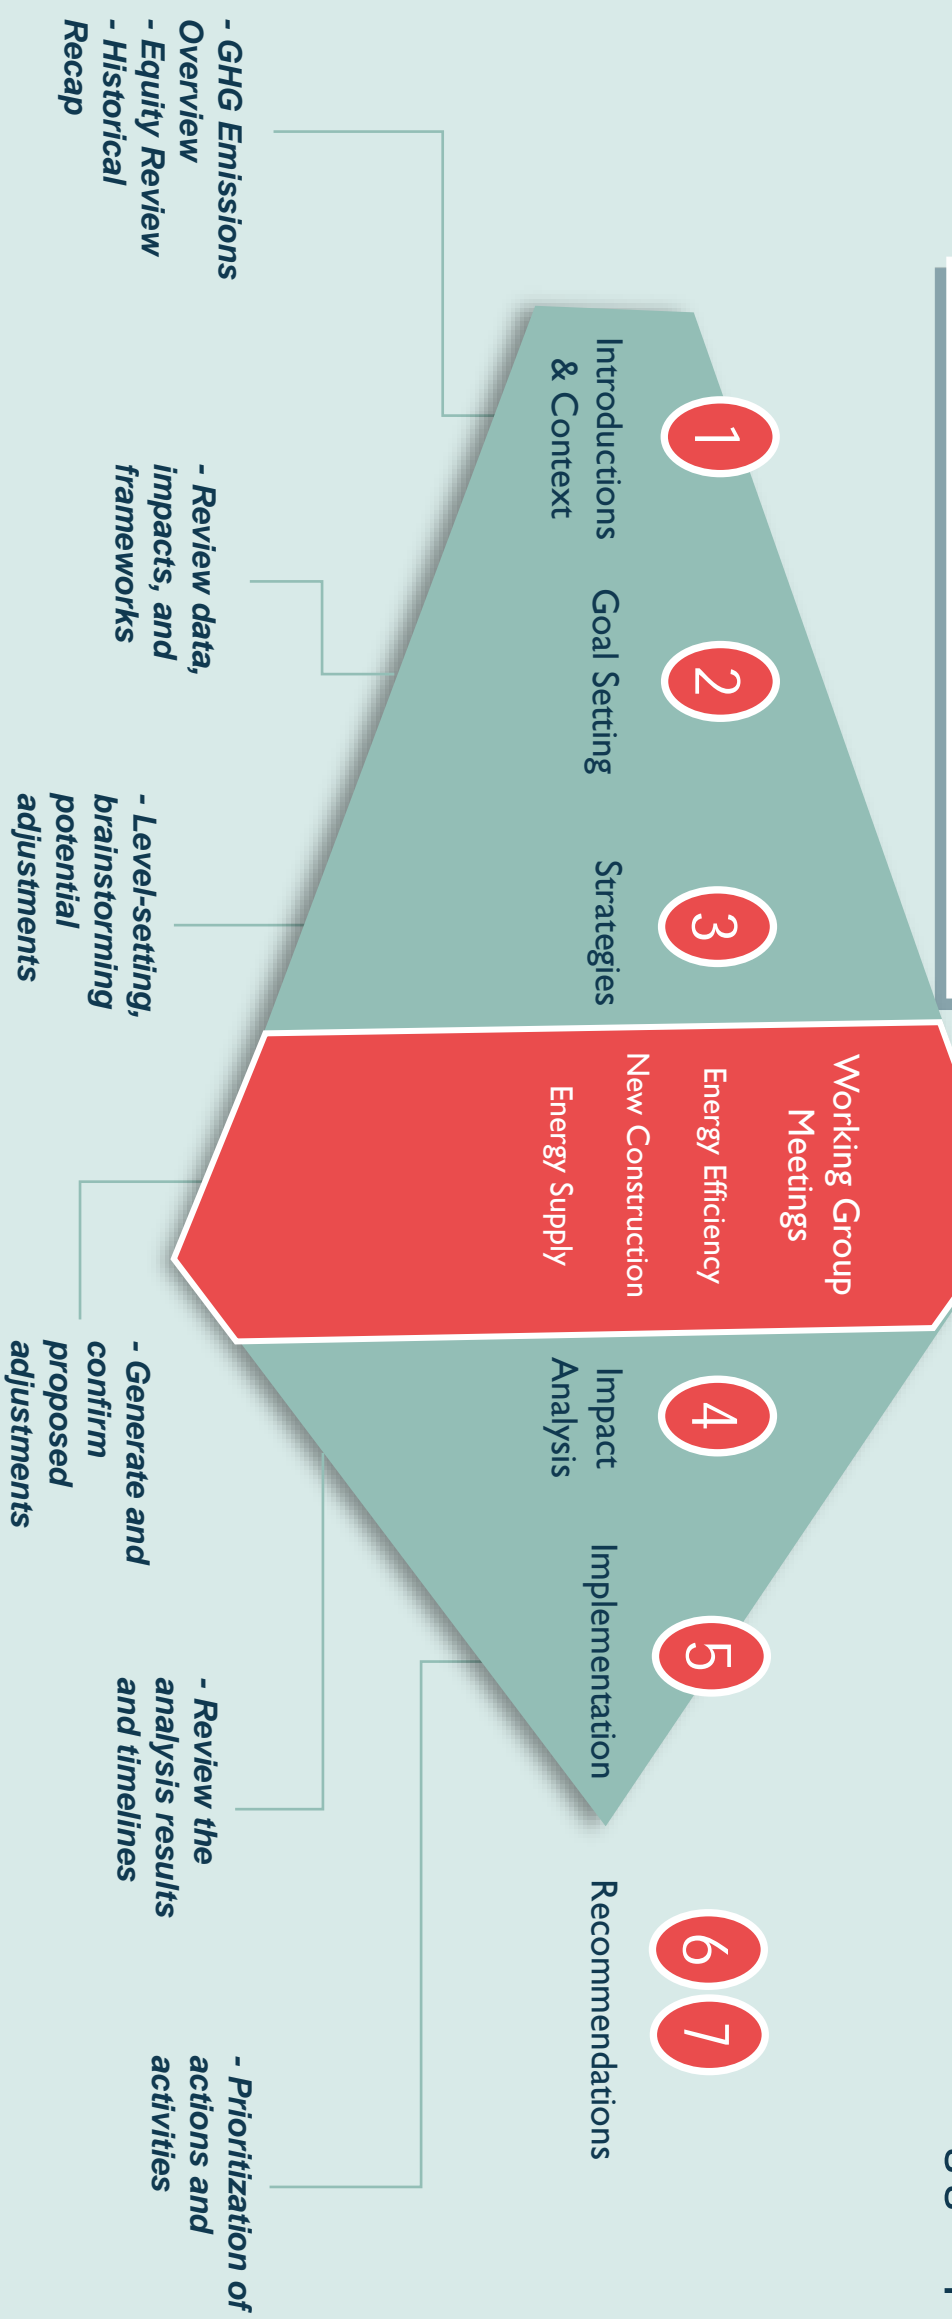 1
Introductions
& Context
2
Goal Setting
3
Strategies
Working Group
Meetings
Energy Efficiency
New Construction
Energy Supply
4
Impact
Analysis
5
Implementation
6
7
Recommendations
- GHG Emissions
Overview
- Equity Review
- Historical
Recap
- Review data,
impacts, and
frameworks
- Level-setting,
brainstorming
potential
adjustments
- Generate and
confirm
proposed
adjustments
- Review the
analysis results
and timelines
- Prioritization of
actions and
activities